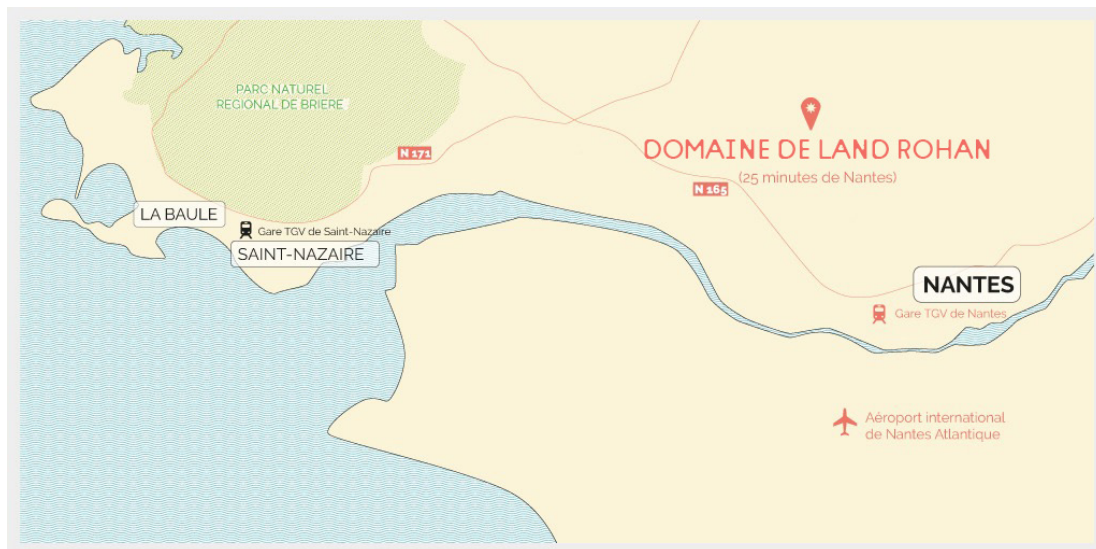 PARC NATUREL
REGIONAL DE BRIERE
N 171
DOMAINE DE LAND ROHAN
(25 minutes de Nantes)
N 165
LA BAULE
Gare TGV de Saint-Nazaire
SAINT-NAZAIRE
NANTES
Gare TGV de Nantes
Aéroport international
de Nantes Atlantique